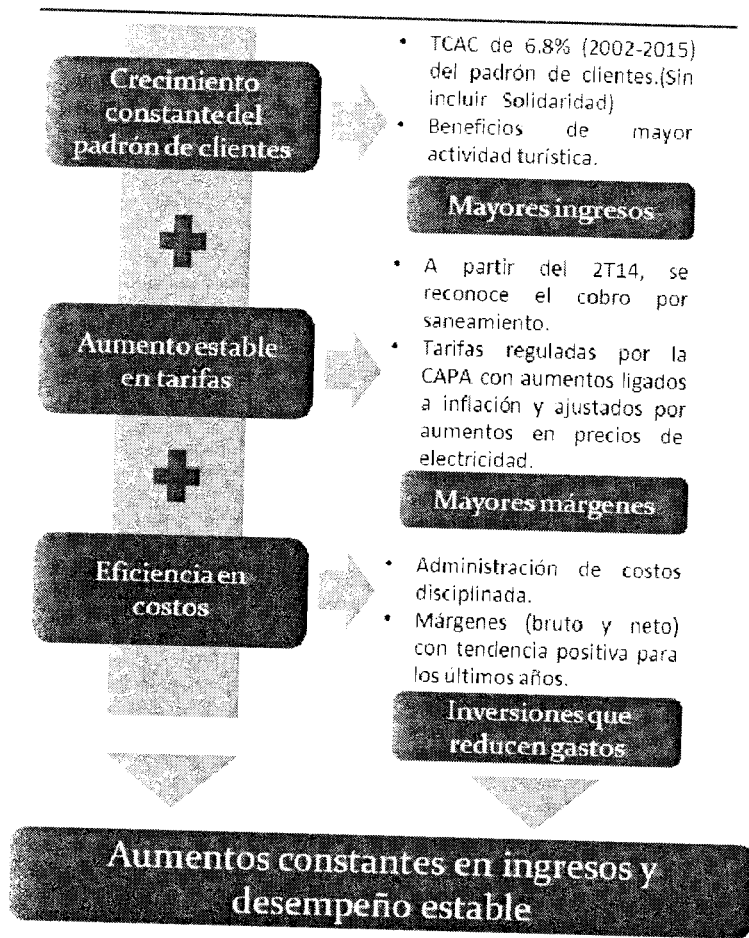 Crecimiento
constante del
padrón de clientes
• TCAC de 6.8% (2002-2015)
del padrón de clientes.(Sin
incluir Solidaridad)
• Beneficios de mayor
actividad turística.
Mayores ingresos
Aumento estable
en tarifas
• A partir del 2T14, se
reconoce el cobro por
saneamiento.
• Tarifas reguladas por la
CAPA con aumentos ligados
a inflación y ajustados por
aumentos en precios de
electricidad.
Mayores márgenes
Eficiencia en
costos
• Administración de costos
disciplinada.
• Márgenes (bruto y neto)
con tendencia positiva para
los últimos años.
Inversiones que
reducen gastos
Aumentos constantes en ingresos y
desempeño estable